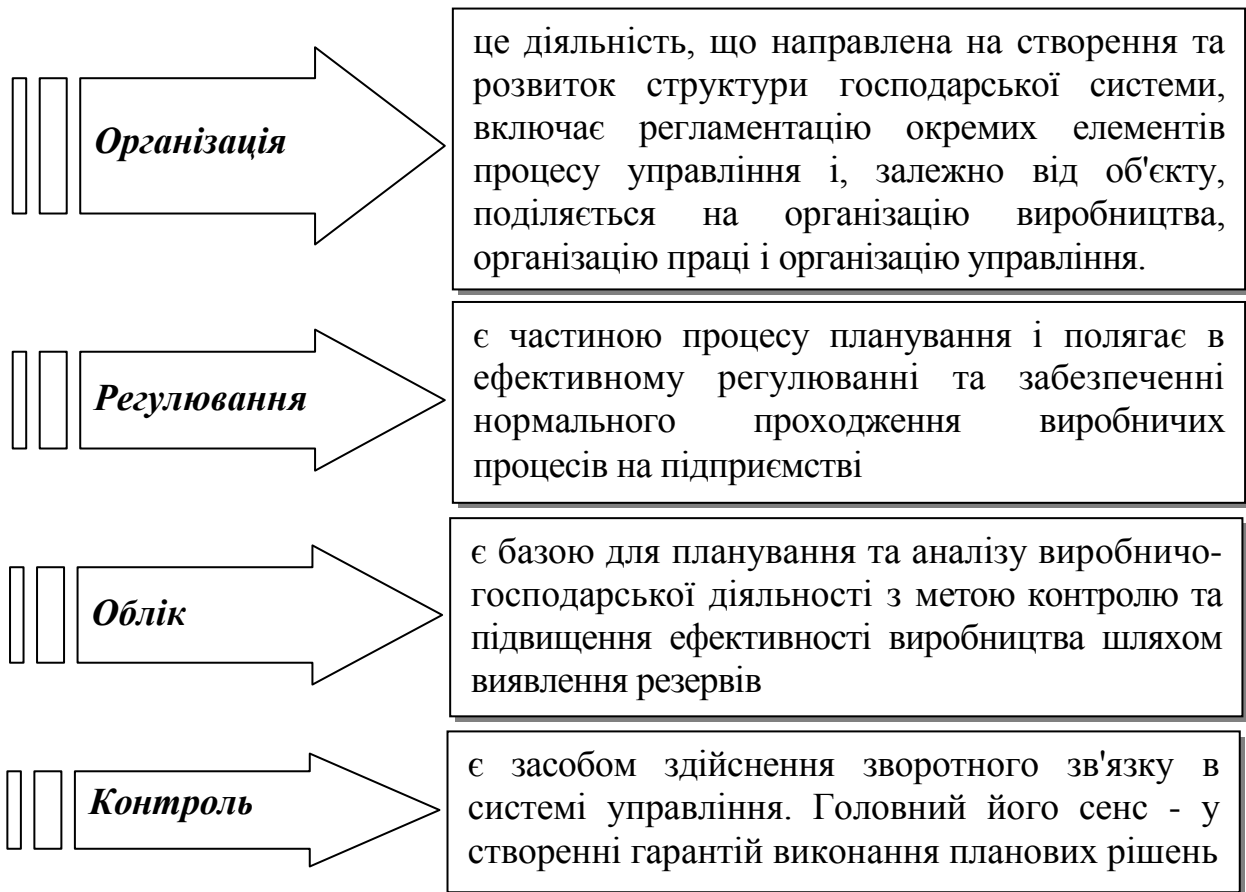 Організація
це діяльність, що направлена на створення та
розвиток структури господарської системи,
включає регламентацію окремих елементів
процесу управління і, залежно від об'єкту,
поділяється на організацію виробництва,
організацію праці і організацію управління.
Регулювання
є частиною процесу планування і полягає в
ефективному регулюванні та забезпеченні
нормального проходження виробничих
процесів на підприємстві
Облік
є базою для планування та аналізу виробничо-
господарської діяльності з метою контролю та
підвищення ефективності виробництва шляхом
виявлення резервів
Контроль
є засобом здійснення зворотного зв'язку в
системі управління. Головний його сенс - у
створенні гарантій виконання планових рішень